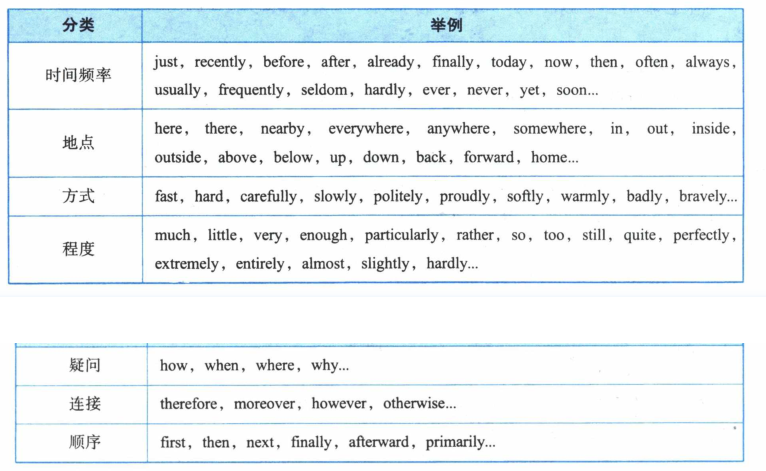 分类 举例
时间频率 just, recently, before, after, already, finally, today, now, then, often, always,
usually, frequently, seldom, hardly, ever, never, yet, soon...
地点 here, there, nearby, everywhere, anywhere, somewhere, in, out, inside,
outside, above, below, up, down, back, forward, home...
方式 fast, hard, carefully, slowly, politely, proudly, softly, warmly, badly, bravely...
程度 much, little, very, enough, particularly, rather, so, too, still, quite, perfectly,
extremely, entirely, almost, slightly, hardly...
疑问 how, when, where, why...
连接 therefore, moreover, however, otherwise...
顺序 first, then, next, finally, afterward, primarily...